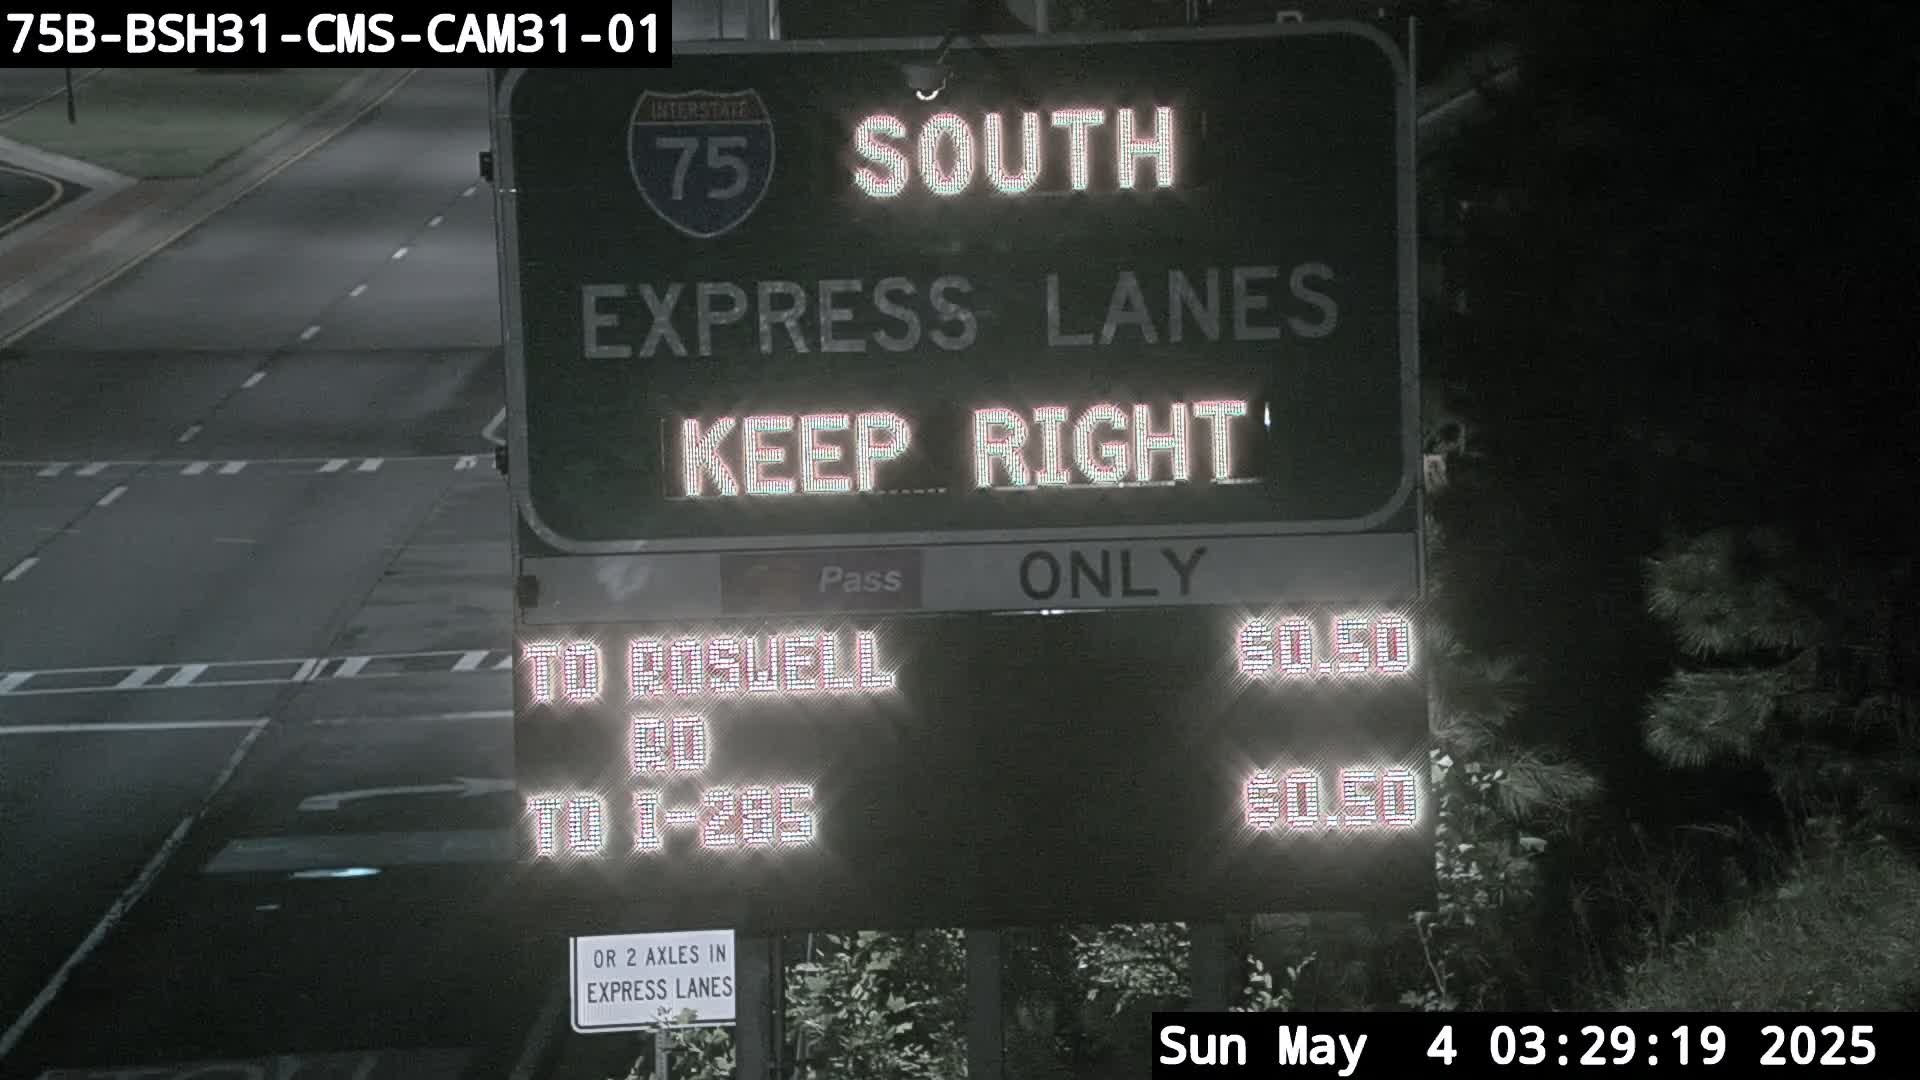 75B-BSH31-CMS-CAM31-01
INTERSTATE
75
SOUTH
EXPRESS LANES
KEEP RIGHT
Pass ONLY
TO ROSWELL $0.50
RD
TO I-285 $0.50
OR 2 AXLES IN
EXPRESS LANES
Sun May 4 03:29:19 2025